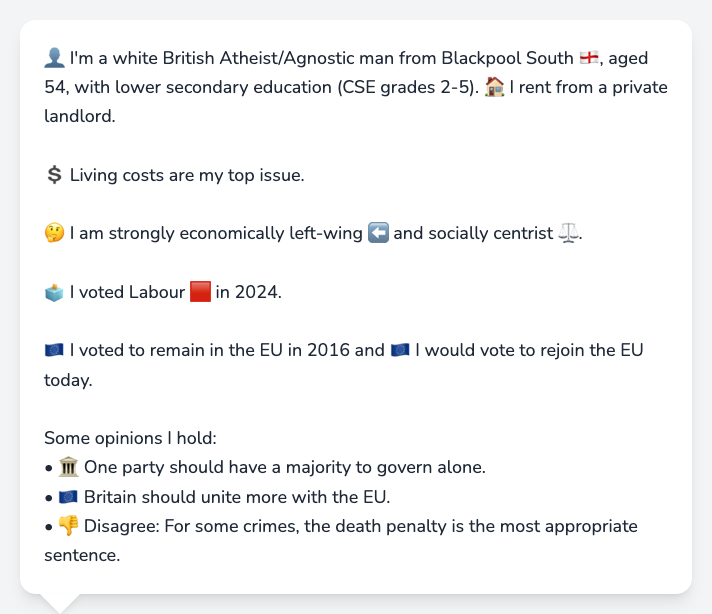 👤 I'm a white British Atheist/Agnostic man from Blackpool South 🏴󠁧󠁢󠁥󠁮󠁧󠁿, aged
54, with lower secondary education (CSE grades 2-5). 🏠 I rent from a private
landlord.
💲 Living costs are my top issue.
🤔 I am strongly economically left-wing ⬅️ and socially centrist ⚖️.
🗳️ I voted Labour 🟥 in 2024.
🇪🇺 I voted to remain in the EU in 2016 and 🇪🇺 I would vote to rejoin the EU
today.
Some opinions I hold:
• 🏛️ One party should have a majority to govern alone.
• 🇪🇺 Britain should unite more with the EU.
• 👎 Disagree: For some crimes, the death penalty is the most appropriate
sentence.